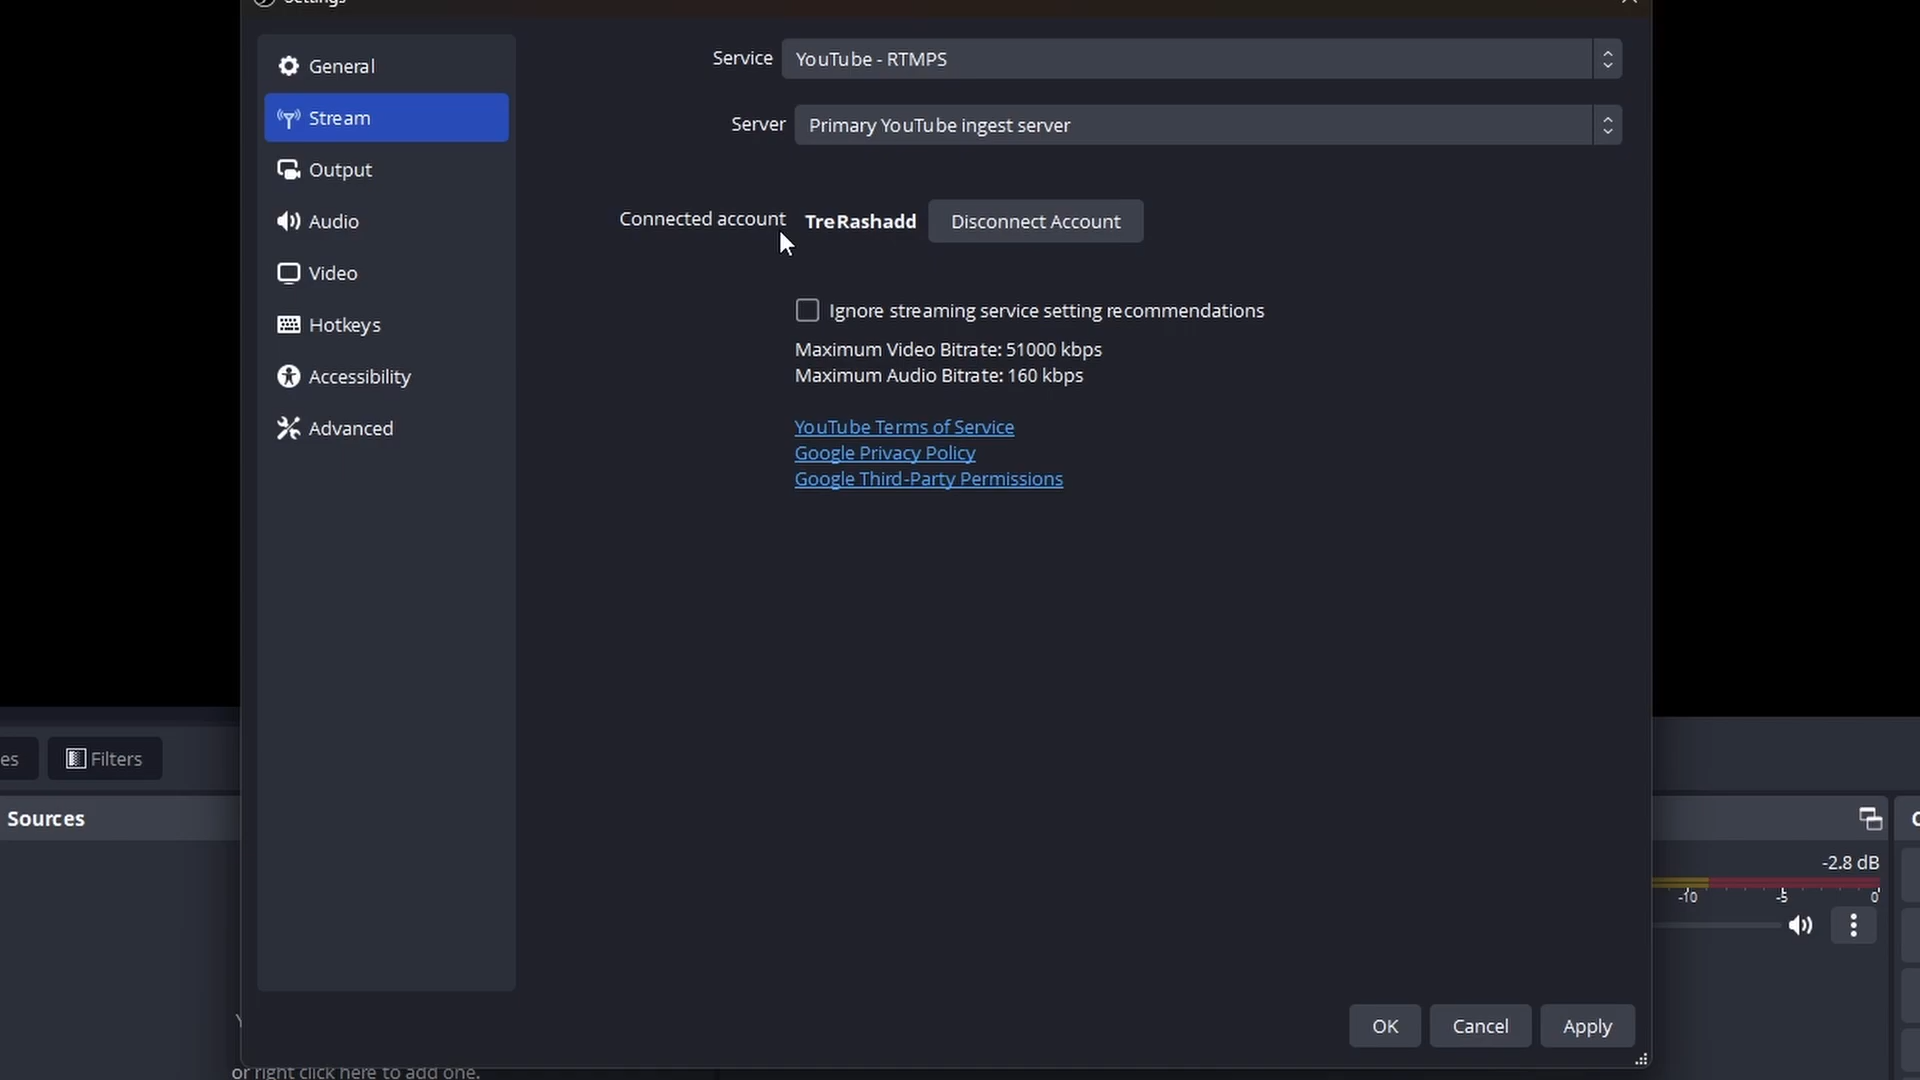 Settings
General
Stream
Output
Audio
Video
Hotkeys
Accessibility
Advanced
Service YouTube - RTMPS
Server Primary YouTube ingest server
Connected account TreRashadd Disconnect Account
Ignore streaming service setting recommendations
Maximum Video Bitrate: 51000 kbps
Maximum Audio Bitrate: 160 kbps
YouTube Terms of Service
Google Privacy Policy
Google Third-Party Permissions
es Filters
Sources
-2.8 dB
-10 -5 0
OK Cancel Apply
or right click here to add one.